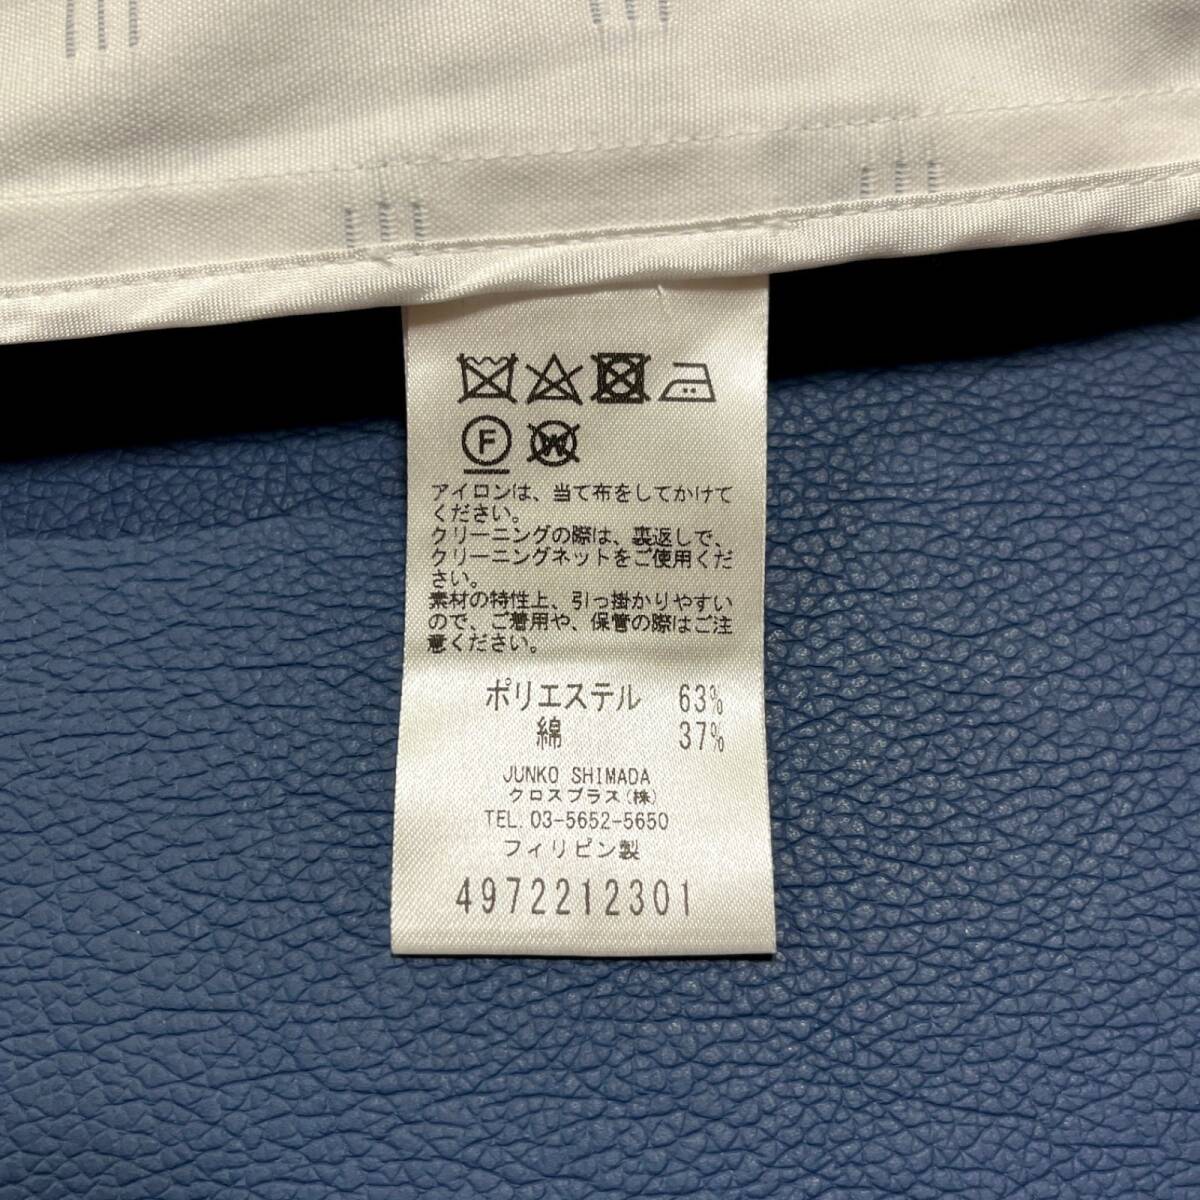 F W
アイロンは、当て布をしてかけて
ください。
クリーニングの際は、裏返しで、
クリーニングネットをご使用くだ
さい。
素材の特性上、引っ掛かりやすい
ので、ご着用や、保管の際はご注
意ください。
ポリエステル 63%
綿 37%
JUNKO SHIMADA
クロスプラス(株)
TEL. 03-5652-5650
フィリピン製
4972212301